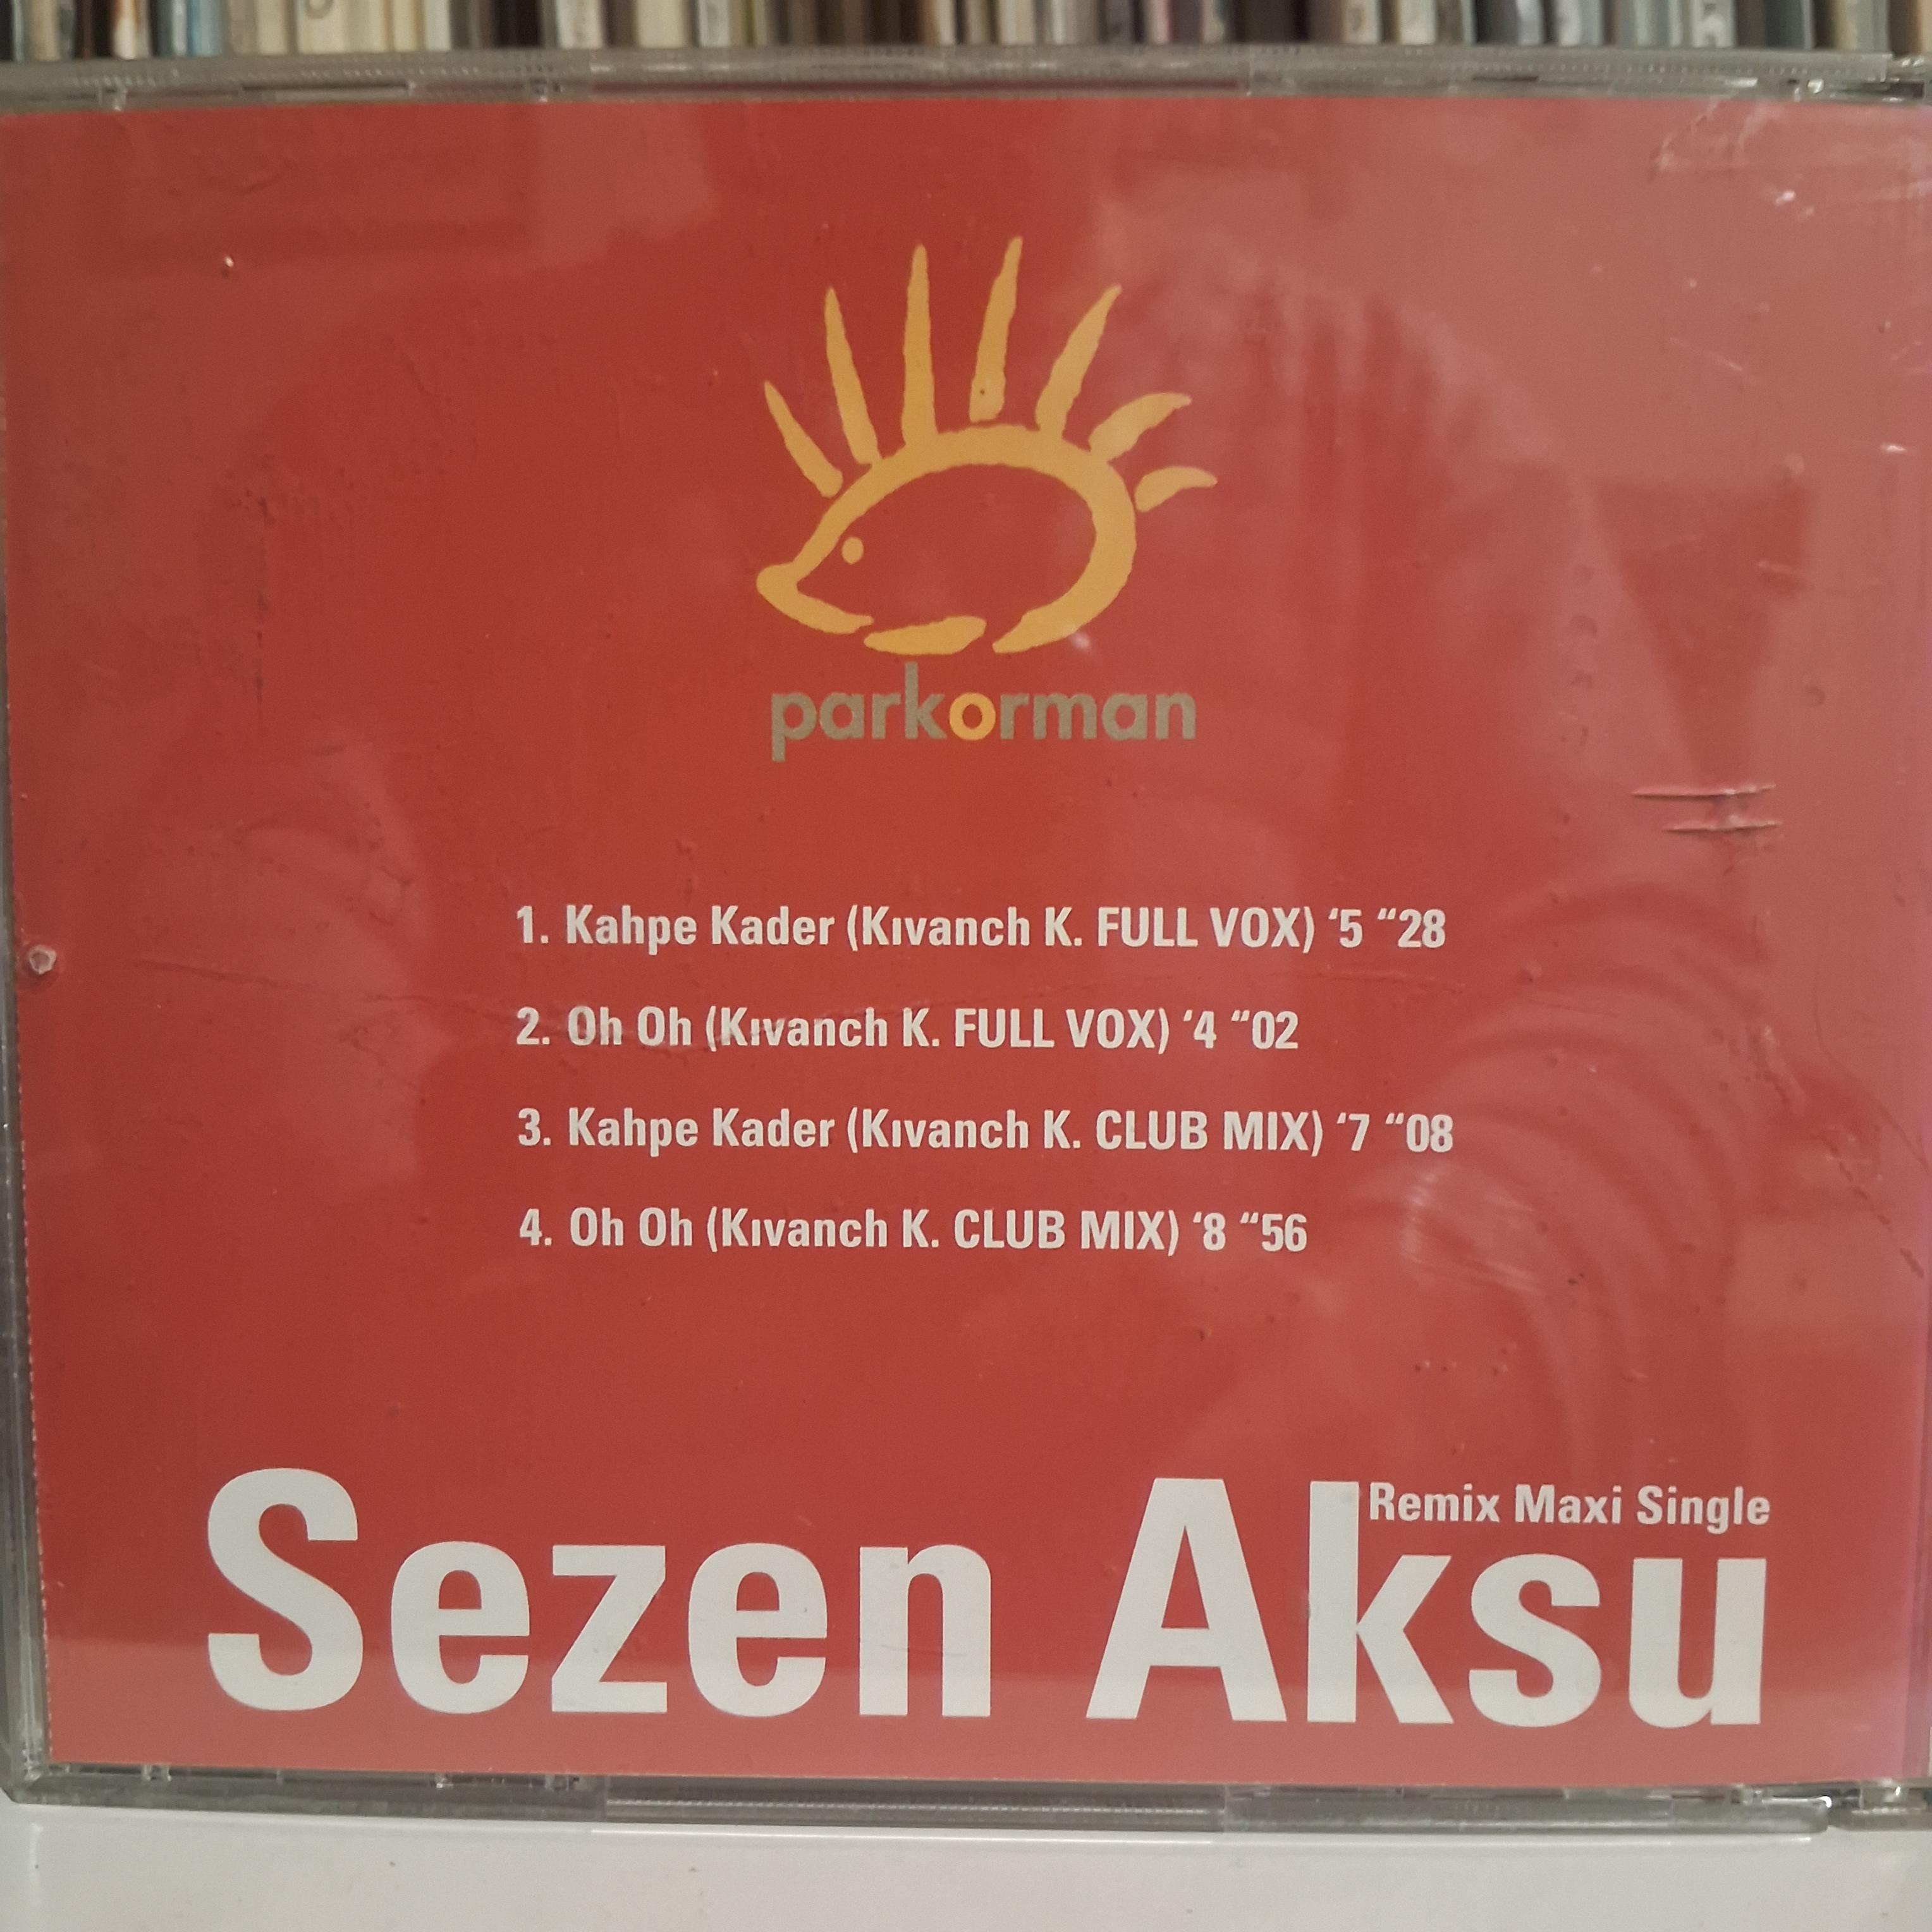 parkorman
1. Kahpe Kader (Kıvanch K. FULL VOX) ‘5 “28
2. Oh Oh (Kıvanch K. FULL VOX) ‘4 “02
3. Kahpe Kader (Kıvanch K. CLUB MIX) ‘7 “08
4. Oh Oh (Kıvanch K. CLUB MIX) ‘8 “56
Remix Maxi Single
Sezen Aksu